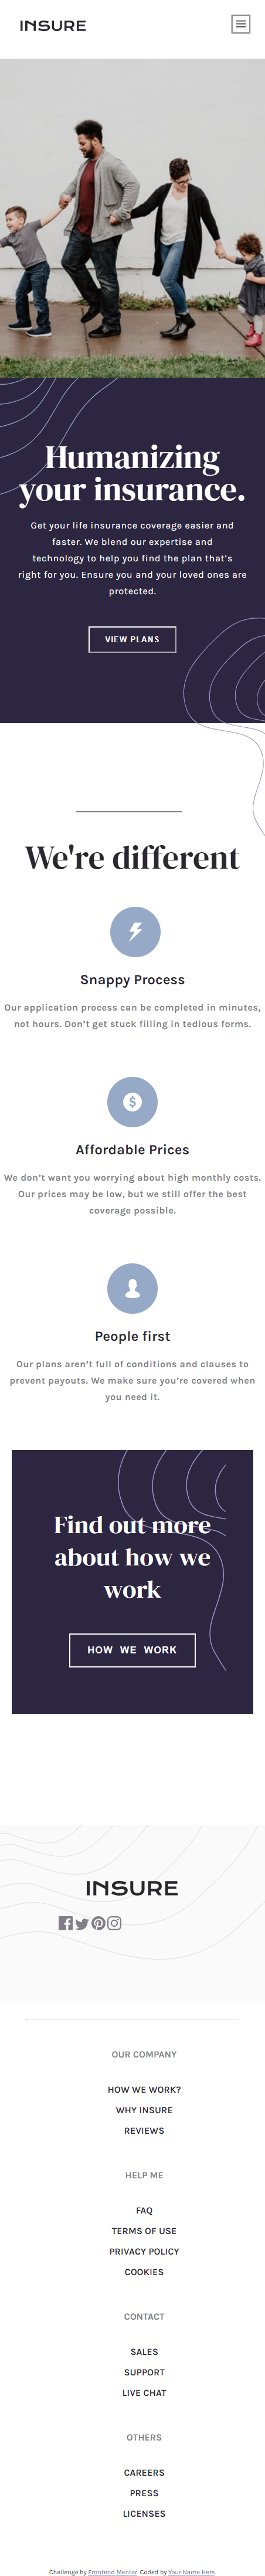 INSURE
Humanizing
your insurance.
Get your life insurance coverage easier and
faster. We blend our expertise and
technology to help you find the plan that's
right for you. Ensure you and your loved ones are
protected.
VIEW PLANS
We're different
Snappy Process
Our application process can be completed in minutes,
not hours. Don't get stuck filling in tedious forms.
$
Affordable Prices
We don't want you worrying about high monthly costs.
Our prices may be low, but we still offer the best
coverage possible.
People first
Our plans aren't full of conditions and clauses to
prevent payouts. We make sure you're covered when
you need it.
Find out more
about how we
work
HOW WE WORK
INSURE
OUR COMPANY
HOW WE WORK?
WHY INSURE
REVIEWS
HELP ME
FAQ
TERMS OF USE
PRIVACY POLICY
COOKIES
CONTACT
SALES
SUPPORT
LIVE CHAT
OTHERS
CAREERS
PRESS
LICENSES
Challenge by Frontend Mentor. Coded by Your Name Here.